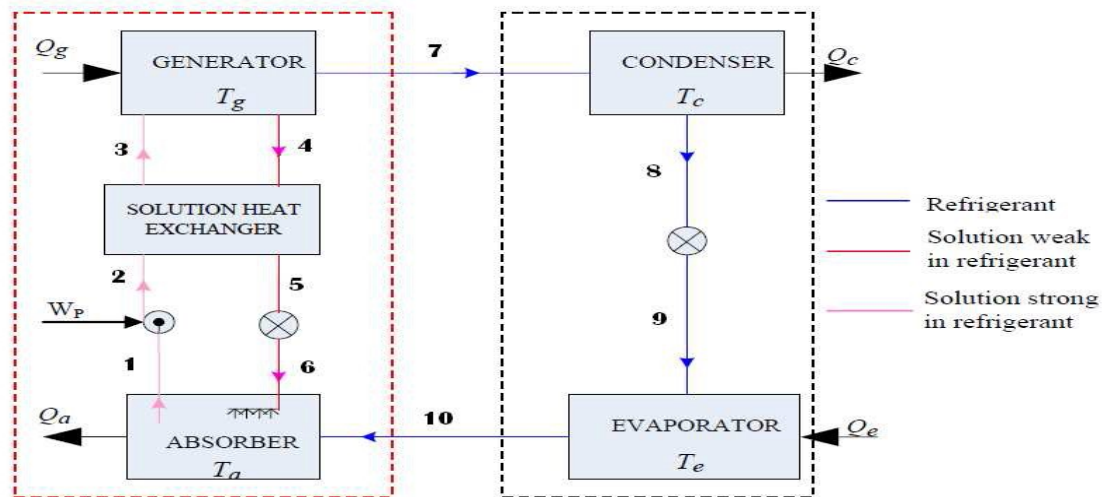 Qg
GENERATOR
Tg
7
CONDENSER
Tc
Qc
3
4
8
SOLUTION HEAT
EXCHANGER
Refrigerant
Solution weak
in refrigerant
Solution strong
in refrigerant
2
5
WP
9
1
6
Qa
ABSORBER
Ta
10
EVAPORATOR
Te
Qe